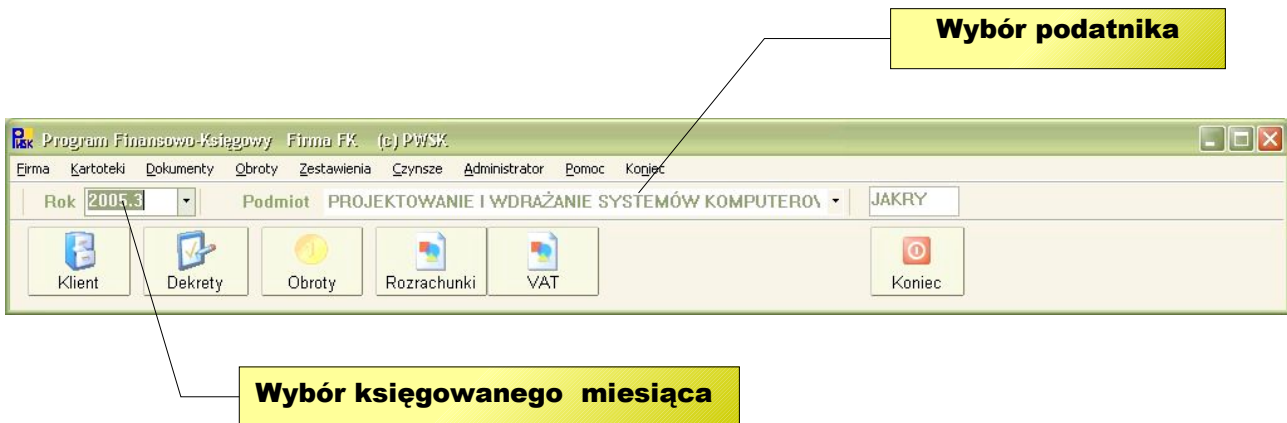 Wybór podatnika
PWSK Program Finansowo-Księgowy Firma FK (c) PWSK
Firma Kartoteki Dokumenty Obroty Zestawienia Czynsze Administrator Pomoc Koniec
Rok 2005.3 Podmiot PROJEKTOWANIE I WDRAŻANIE SYSTEMÓW KOMPUTEROW JAKRY
Klient Dekrety Obroty Rozrachunki VAT Koniec
Wybór księgowanego miesiąca